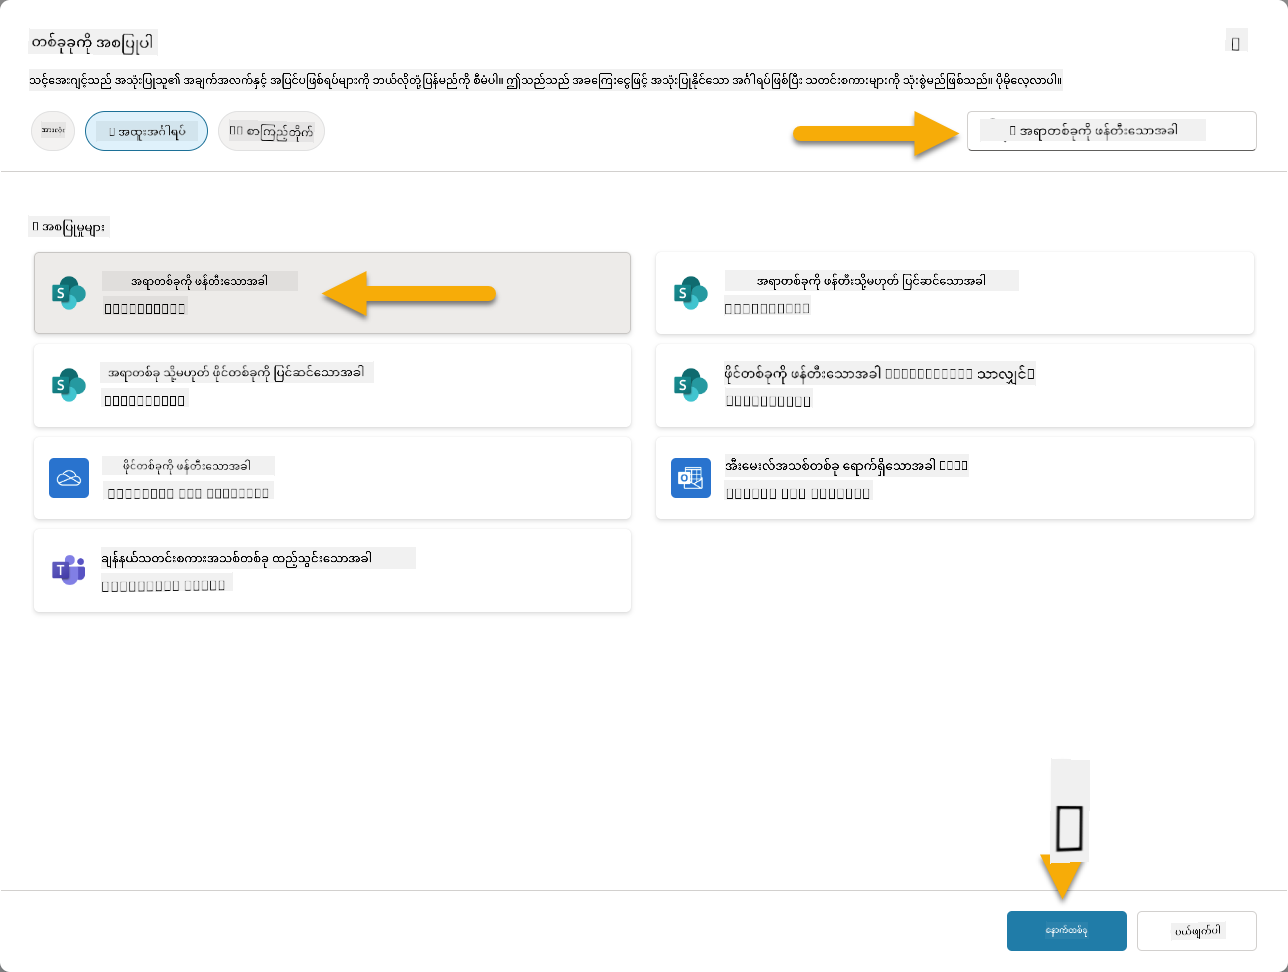 တစ်ခုခုကို အစပြုပါ
သင့်အေးဂျင့်သည် အသုံးပြုသူ၏ အချက်အလက်နှင့် အပြင်ပဖြစ်ရပ်များကို ဘယ်လိုတုံ့ပြန်မည်ကို စီမံပါ။ ဤသည်သည် အခကြေးငွေဖြင့် အသုံးပြုနိုင်သော အင်္ဂါရပ်ဖြစ်ပြီး သတင်းစကားများကို သုံးစွဲမည်ဖြစ်သည်။ ပိုမိုလေ့လာပါ။
အားလုံး
အထူးအင်္ဂါရပ်
စာကြည့်တိုက်
အရာတစ်ခုကို ဖန်တီးသောအခါ
အစပြုမှုများ
အရာတစ်ခုကို ဖန်တီးသောအခါ
အရာတစ်ခုကို ဖန်တီးသို့မဟုတ် ပြင်ဆင်သောအခါ
အရာတစ်ခု သို့မဟုတ် ဖိုင်တစ်ခုကို ပြင်ဆင်သောအခါ
ဖိုင်တစ်ခုကို ဖန်တီးသောအခါ သာလျှင်
ဖိုင်တစ်ခုကို ဖန်တီးသောအခါ
အီးမေးလ်အသစ်တစ်ခု ရောက်ရှိသောအခါ
ချန်နယ်သတင်းစကားအသစ်တစ်ခု ထည့်သွင်းသောအခါ
နောက်တစ်ခု
ပယ်ဖျက်ပါ